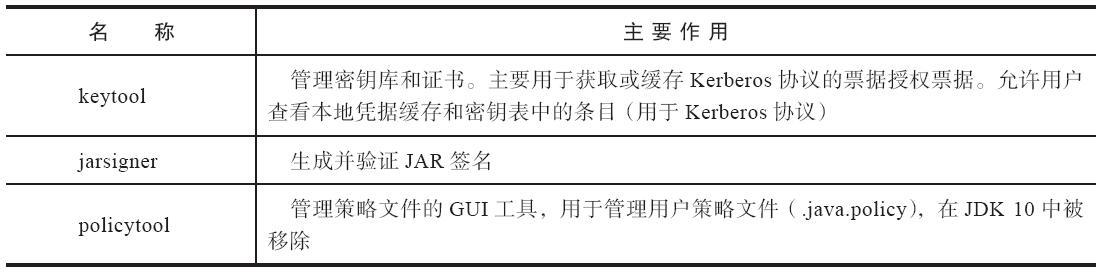 名 称 主 要 作 用
keytool 管理密钥库和证书。主要用于获取或缓存 Kerberos 协议的票据授权票据。允许用户
查看本地凭据缓存和密钥表中的条目（用于 Kerberos 协议）
jarsigner 生成并验证 JAR 签名
policytool 管理策略文件的 GUI 工具，用于管理用户策略文件（.java.policy），在 JDK 10 中被
移除